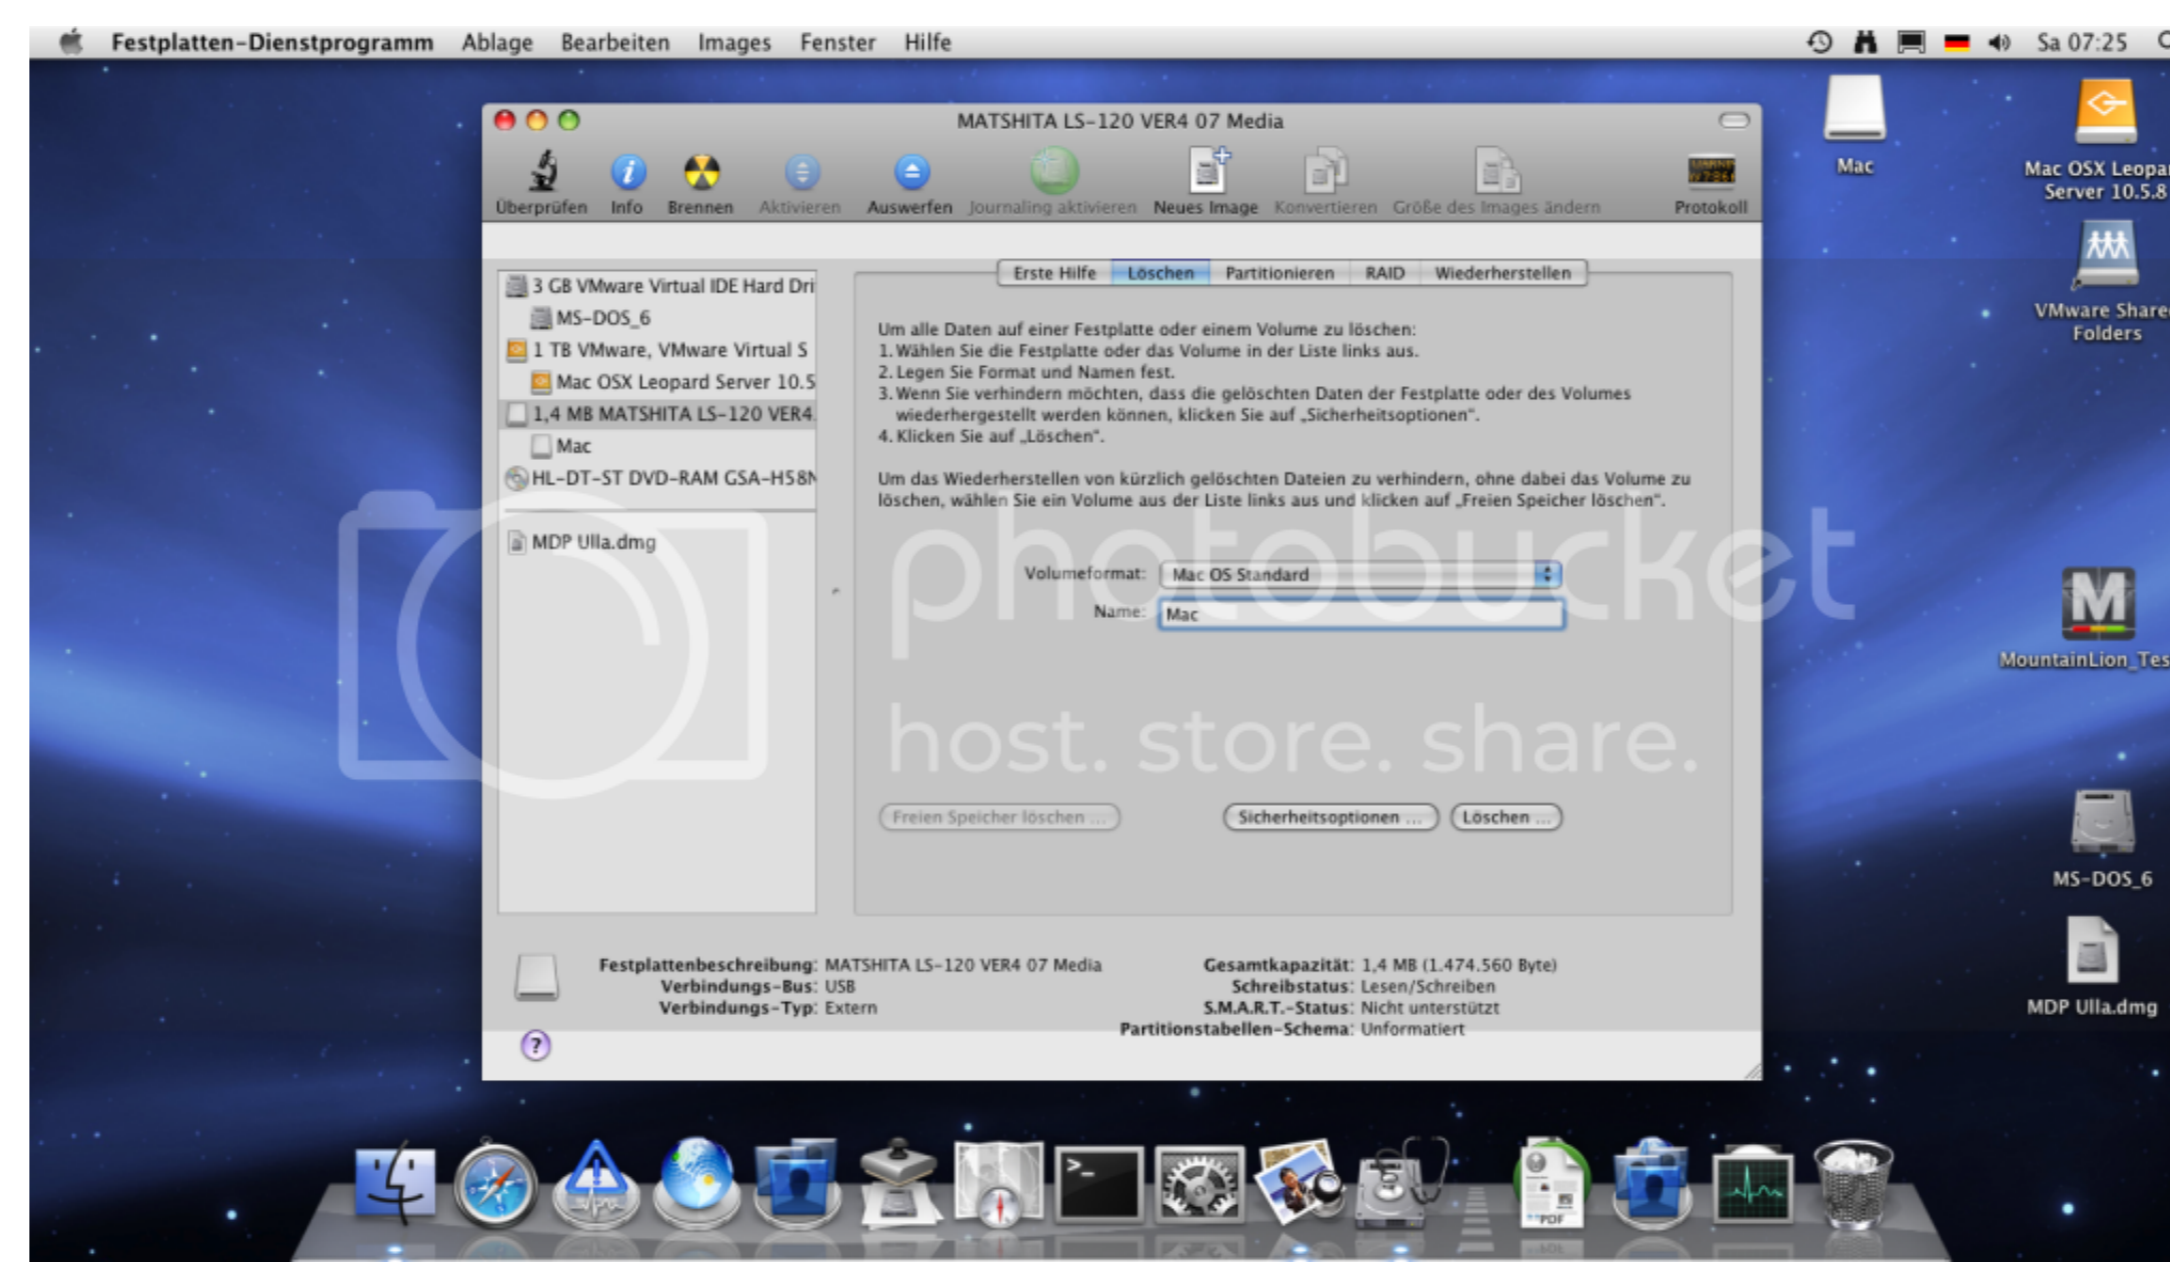 Festplatten-Dienstprogramm Ablage Bearbeiten Images Fenster Hilfe
Sa 07:25
MATSHITA LS-120 VER4 07 Media
Überprüfen Info Brennen Aktivieren Auswerfen Journaling aktivieren Neues Image Konvertieren Größe des Images ändern Protokoll
3 GB VMware Virtual IDE Hard Dri
MS-DOS_6
1 TB VMware, VMware Virtual S
Mac OSX Leopard Server 10.5
1,4 MB MATSHITA LS-120 VER4.
Mac
HL-DT-ST DVD-RAM GSA-H58N
MDP Ulla.dmg
Erste Hilfe Löschen Partitionieren RAID Wiederherstellen
Um alle Daten auf einer Festplatte oder einem Volume zu löschen:
1. Wählen Sie die Festplatte oder das Volume in der Liste links aus.
2. Legen Sie Format und Namen fest.
3. Wenn Sie verhindern möchten, dass die gelöschten Daten der Festplatte oder des Volumes
wiederhergestellt werden können, klicken Sie auf „Sicherheitsoptionen“.
4. Klicken Sie auf „Löschen“.
Um das Wiederherstellen von kürzlich gelöschten Dateien zu verhindern, ohne dabei das Volume zu
löschen, wählen Sie ein Volume aus der Liste links aus und klicken auf „Freien Speicher löschen“.
Volumeformat: Mac OS Standard
Name: Mac
photobucket
host. store. share.
Freien Speicher löschen ... Sicherheitsoptionen ... Löschen ...
Festplattenbeschreibung: MATSHITA LS-120 VER4 07 Media
Verbindungs-Bus: USB
Verbindungs-Typ: Extern
Gesamtkapazität: 1,4 MB (1.474.560 Byte)
Schreibstatus: Lesen/Schreiben
S.M.A.R.T.-Status: Nicht unterstützt
Partitionstabellen-Schema: Unformatiert
?
Mac
Mac OSX Leopar
Server 10.5.8
VMware Share
Folders
M
MountainLion_Tes
MS-DOS_6
MDP Ulla.dmg
PDF